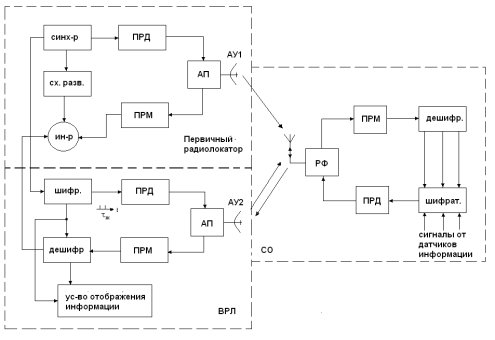 синх-р
ПРД
АУ1
АП
сх. разв.
ПРМ
ин-р
Первичный
радиолокатор
ПРМ
дешифр.
РФ
ПРД
шифрат.
сигналы от
датчиков
информации
СО
шифр.
ПРД
АУ2
АП
дешифр
ПРМ
ус-во отображения
информации
ВРЛ